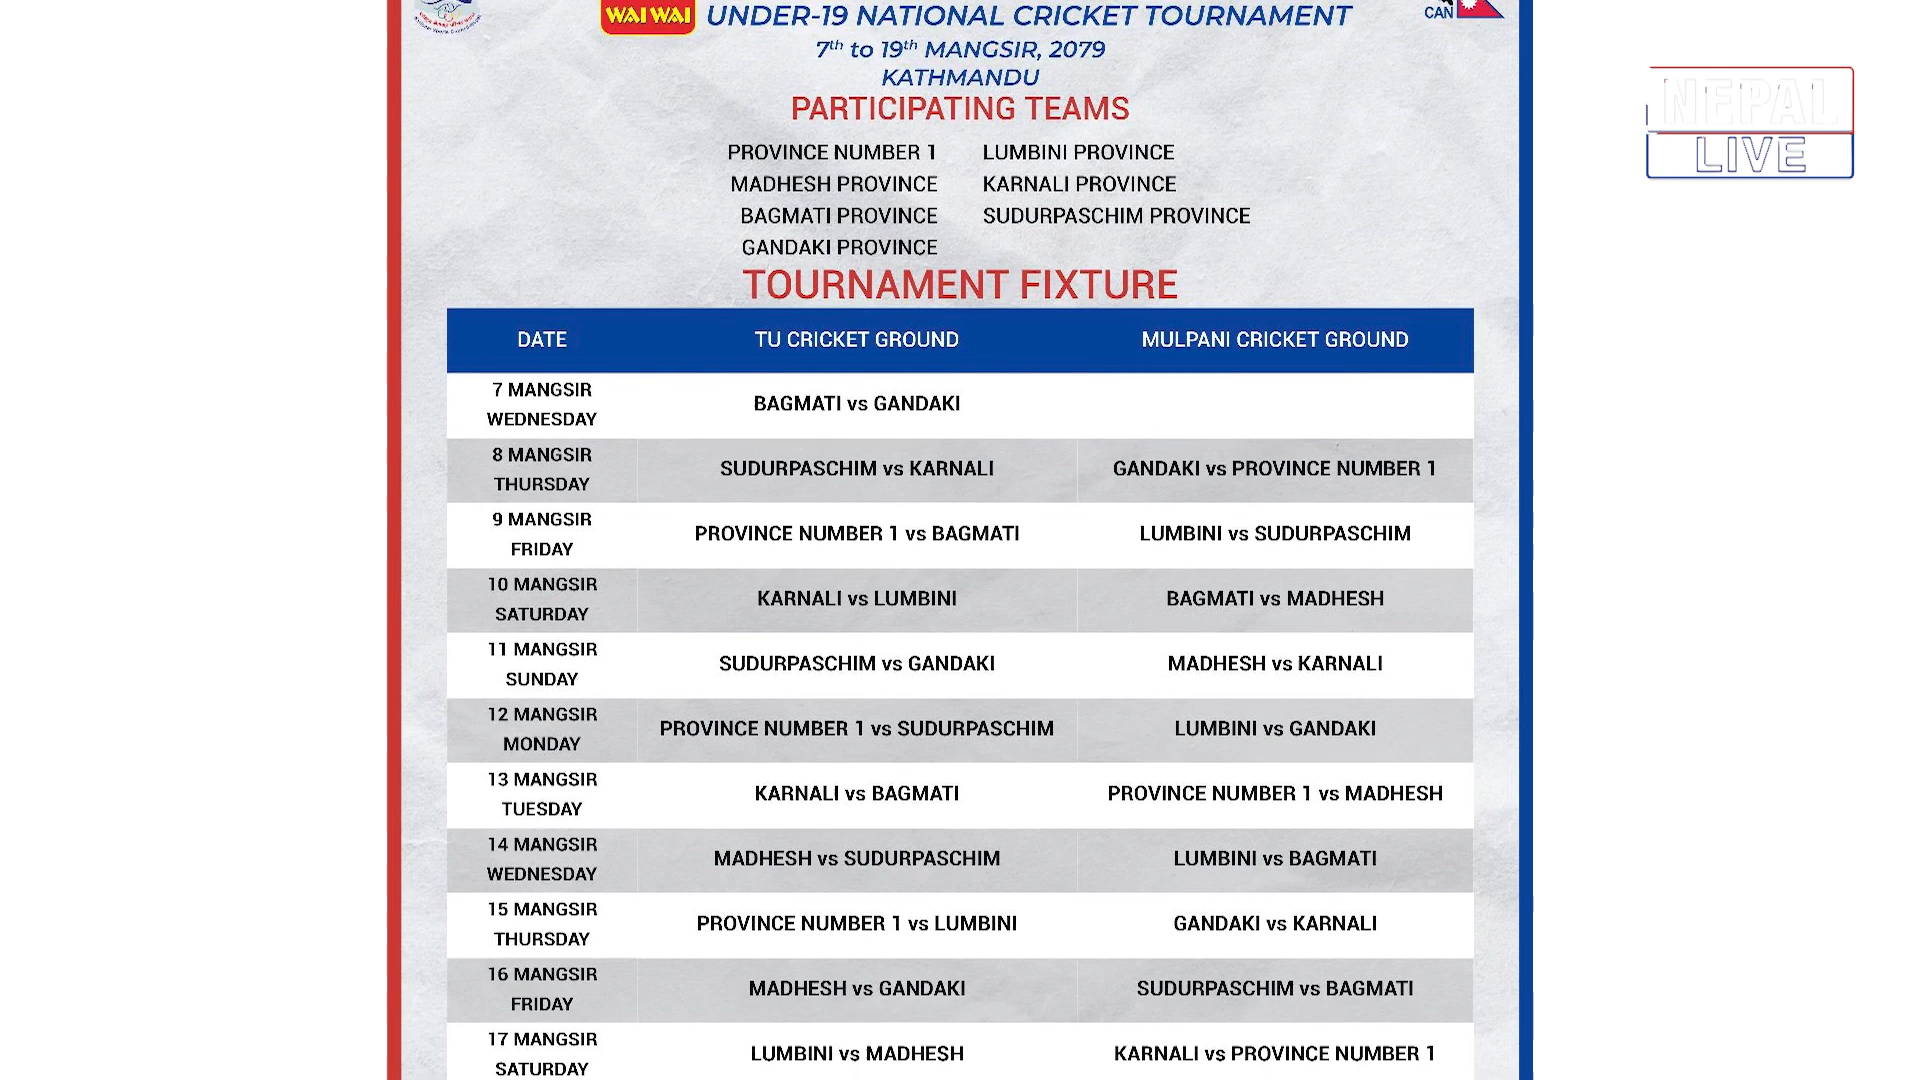 WAI WAI UNDER-19 NATIONAL CRICKET TOURNAMENT
CAN
7th to 19th MANGSIR, 2079
KATHMANDU
NEPAL
LIVE
PARTICIPATING TEAMS
PROVINCE NUMBER 1 LUMBINI PROVINCE
MADHESH PROVINCE KARNALI PROVINCE
BAGMATI PROVINCE SUDURPASCHIM PROVINCE
GANDAKI PROVINCE
TOURNAMENT FIXTURE
DATE TU CRICKET GROUND MULPANI CRICKET GROUND
7 MANGSIR
WEDNESDAY
BAGMATI vs GANDAKI
8 MANGSIR
THURSDAY
SUDURPASCHIM vs KARNALI GANDAKI vs PROVINCE NUMBER 1
9 MANGSIR
FRIDAY
PROVINCE NUMBER 1 vs BAGMATI LUMBINI vs SUDURPASCHIM
10 MANGSIR
SATURDAY
KARNALI vs LUMBINI BAGMATI vs MADHESH
11 MANGSIR
SUNDAY
SUDURPASCHIM vs GANDAKI MADHESH vs KARNALI
12 MANGSIR
MONDAY
PROVINCE NUMBER 1 vs SUDURPASCHIM LUMBINI vs GANDAKI
13 MANGSIR
TUESDAY
KARNALI vs BAGMATI PROVINCE NUMBER 1 vs MADHESH
14 MANGSIR
WEDNESDAY
MADHESH vs SUDURPASCHIM LUMBINI vs BAGMATI
15 MANGSIR
THURSDAY
PROVINCE NUMBER 1 vs LUMBINI GANDAKI vs KARNALI
16 MANGSIR
FRIDAY
MADHESH vs GANDAKI SUDURPASCHIM vs BAGMATI
17 MANGSIR
SATURDAY
LUMBINI vs MADHESH KARNALI vs PROVINCE NUMBER 1